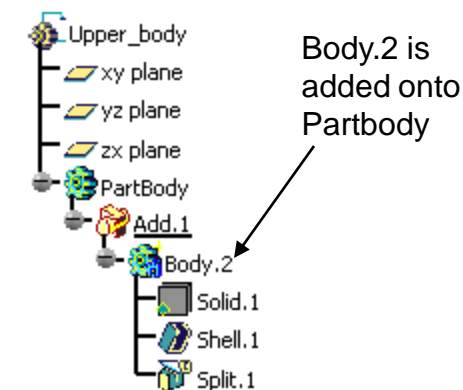 Upper_body
xy plane
yz plane
zx plane
PartBody
Add.1
Body.2
Solid.1
Shell.1
Split.1
Body.2 is
added onto
Partbody